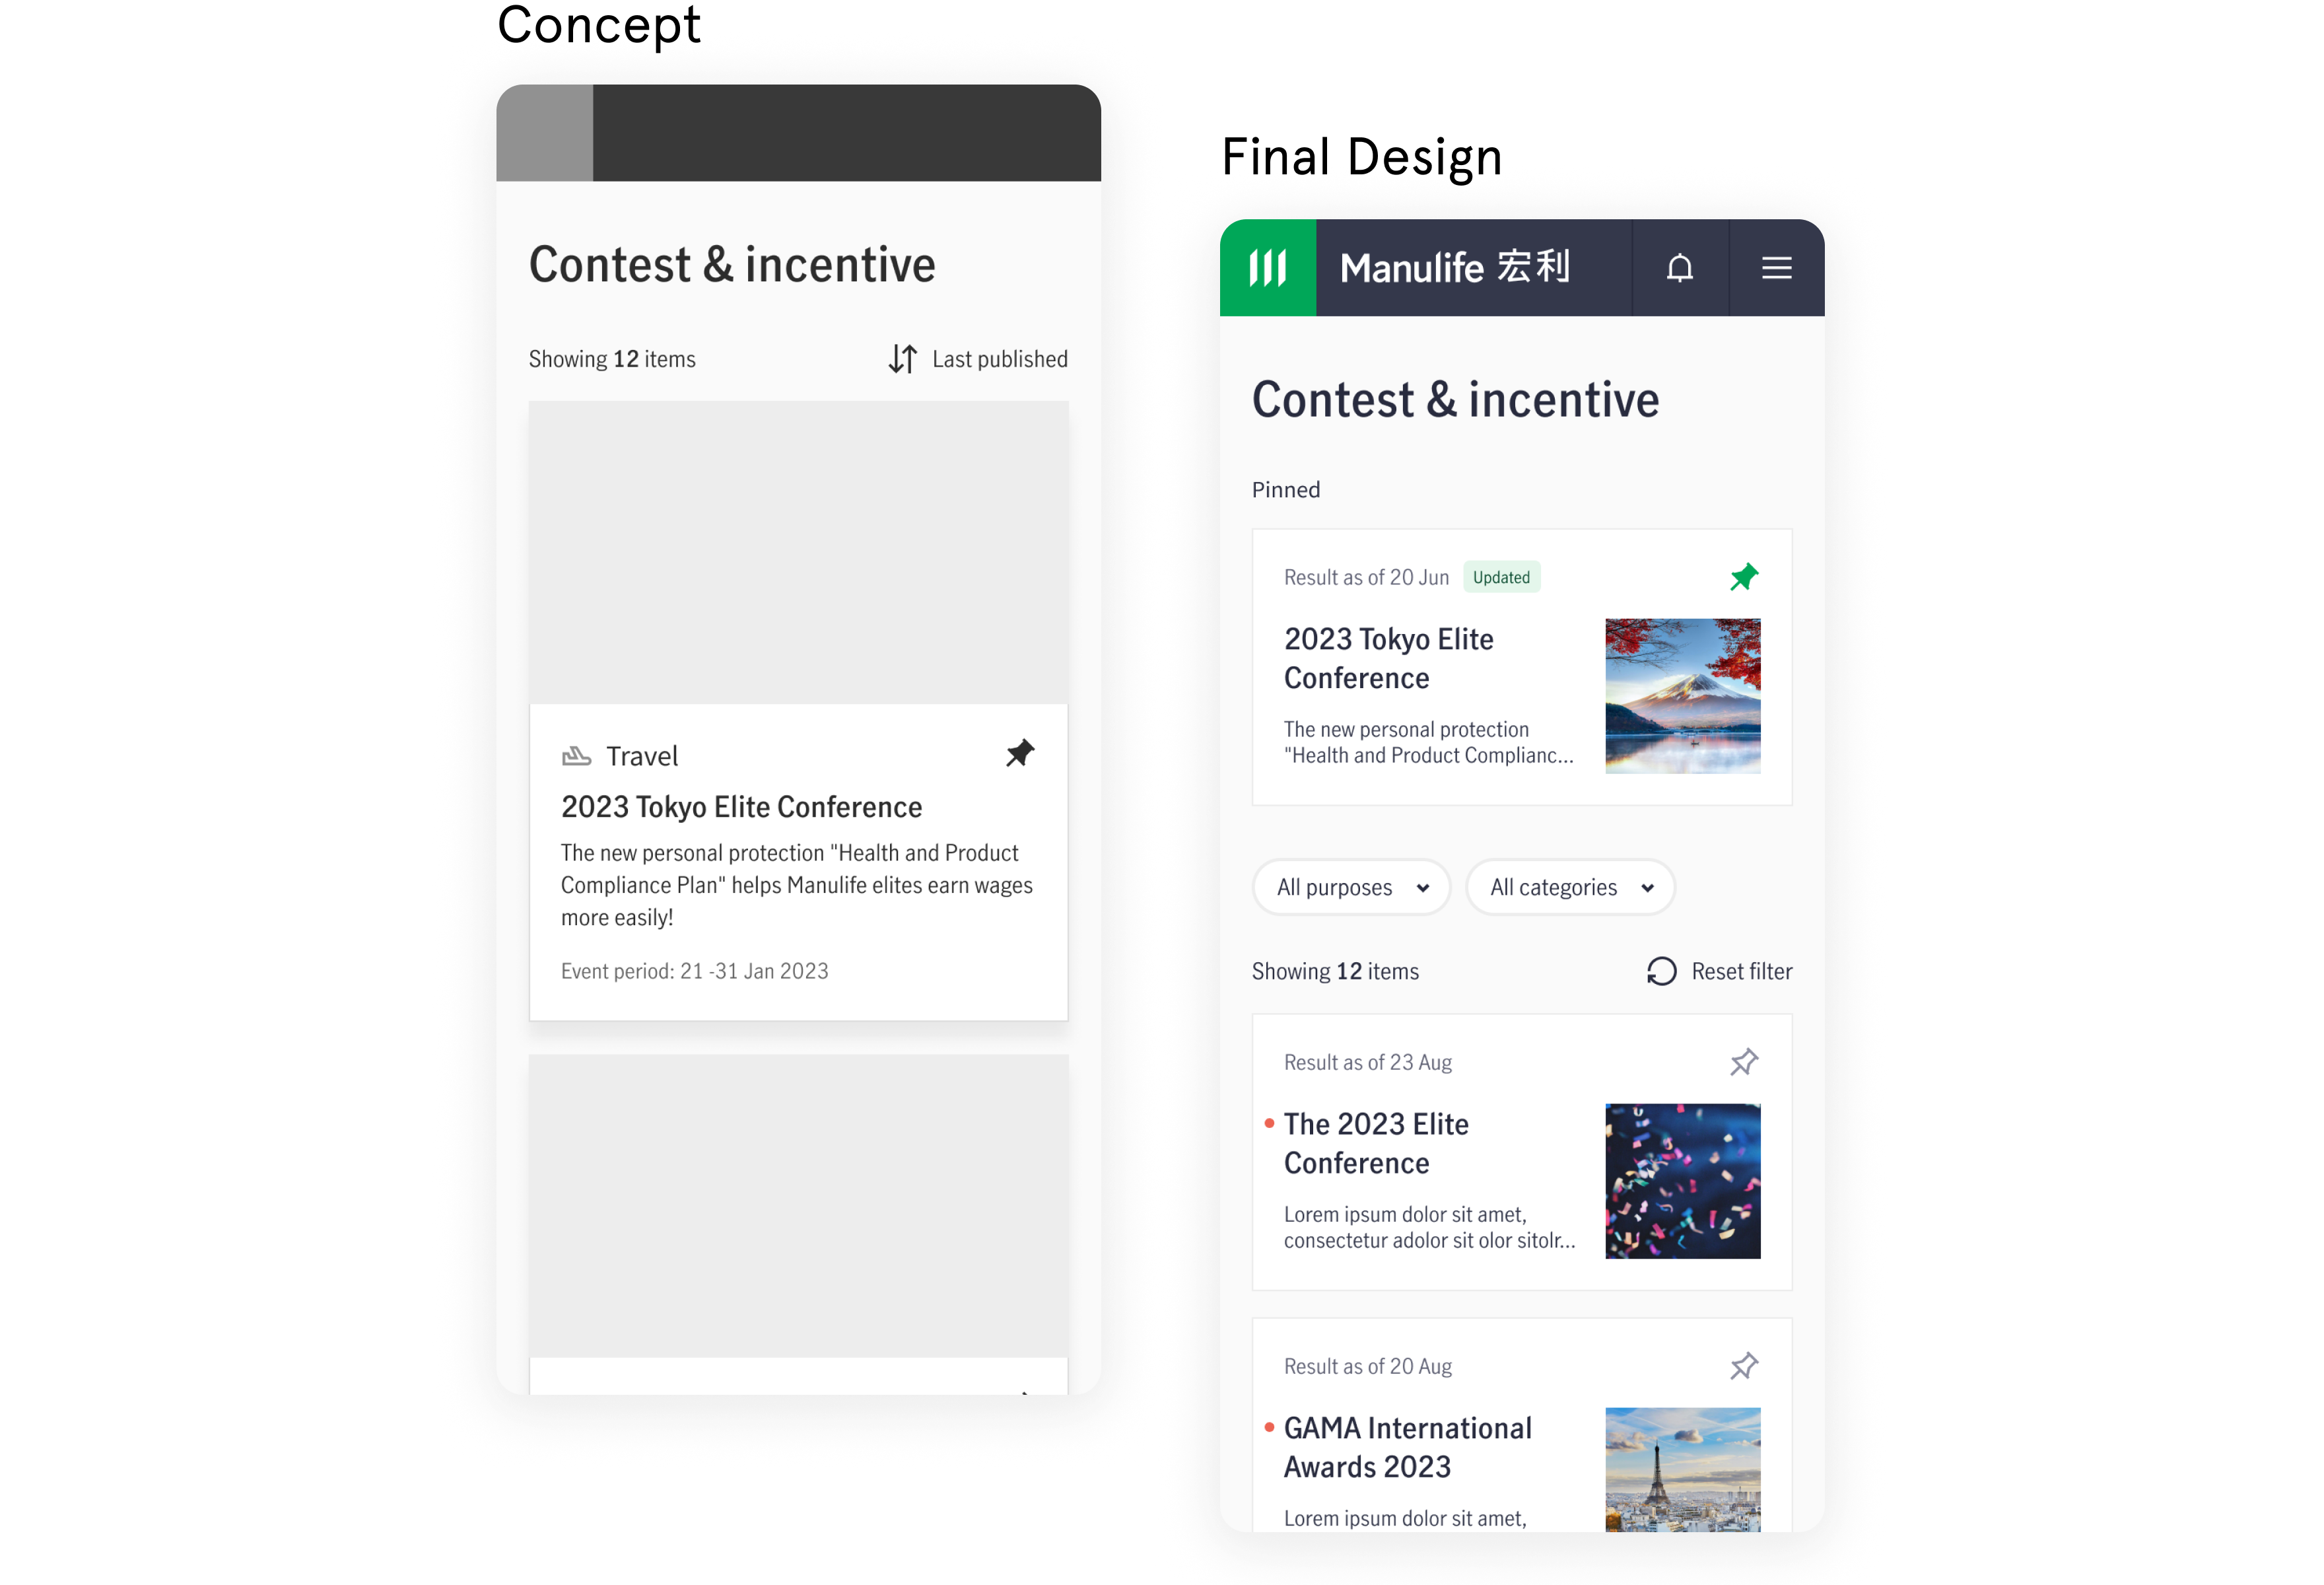 Concept
Contest & incentive
Showing 12 items
Last published
Travel
2023 Tokyo Elite Conference
The new personal protection "Health and Product
Compliance Plan" helps Manulife elites earn wages
more easily!
Event period: 21 -31 Jan 2023
Final Design
Manulife 宏利
Contest & incentive
Pinned
Result as of 20 Jun
Updated
2023 Tokyo Elite
Conference
The new personal protection
"Health and Product Complianc...
All purposes
All categories
Showing 12 items
Reset filter
Result as of 23 Aug
The 2023 Elite
Conference
Lorem ipsum dolor sit amet,
consectetur adolor sit olor sitolr...
Result as of 20 Aug
GAMA International
Awards 2023
Lorem ipsum dolor sit amet,